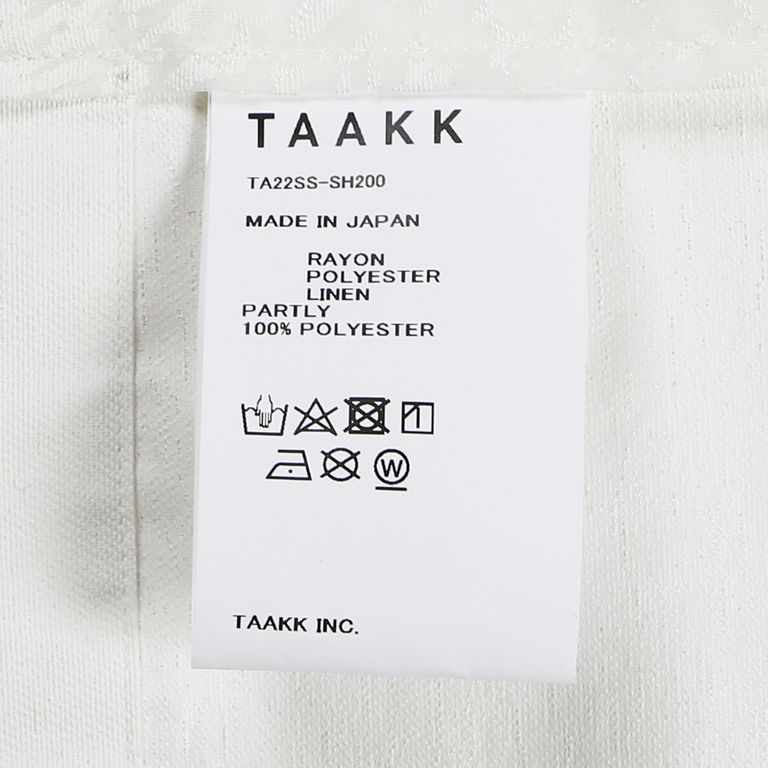 TAAKK
TA22SS-SH200
MADE IN JAPAN
RAYON
POLYESTER
LINEN
PARTLY
100% POLYESTER
W
TAAKK INC.